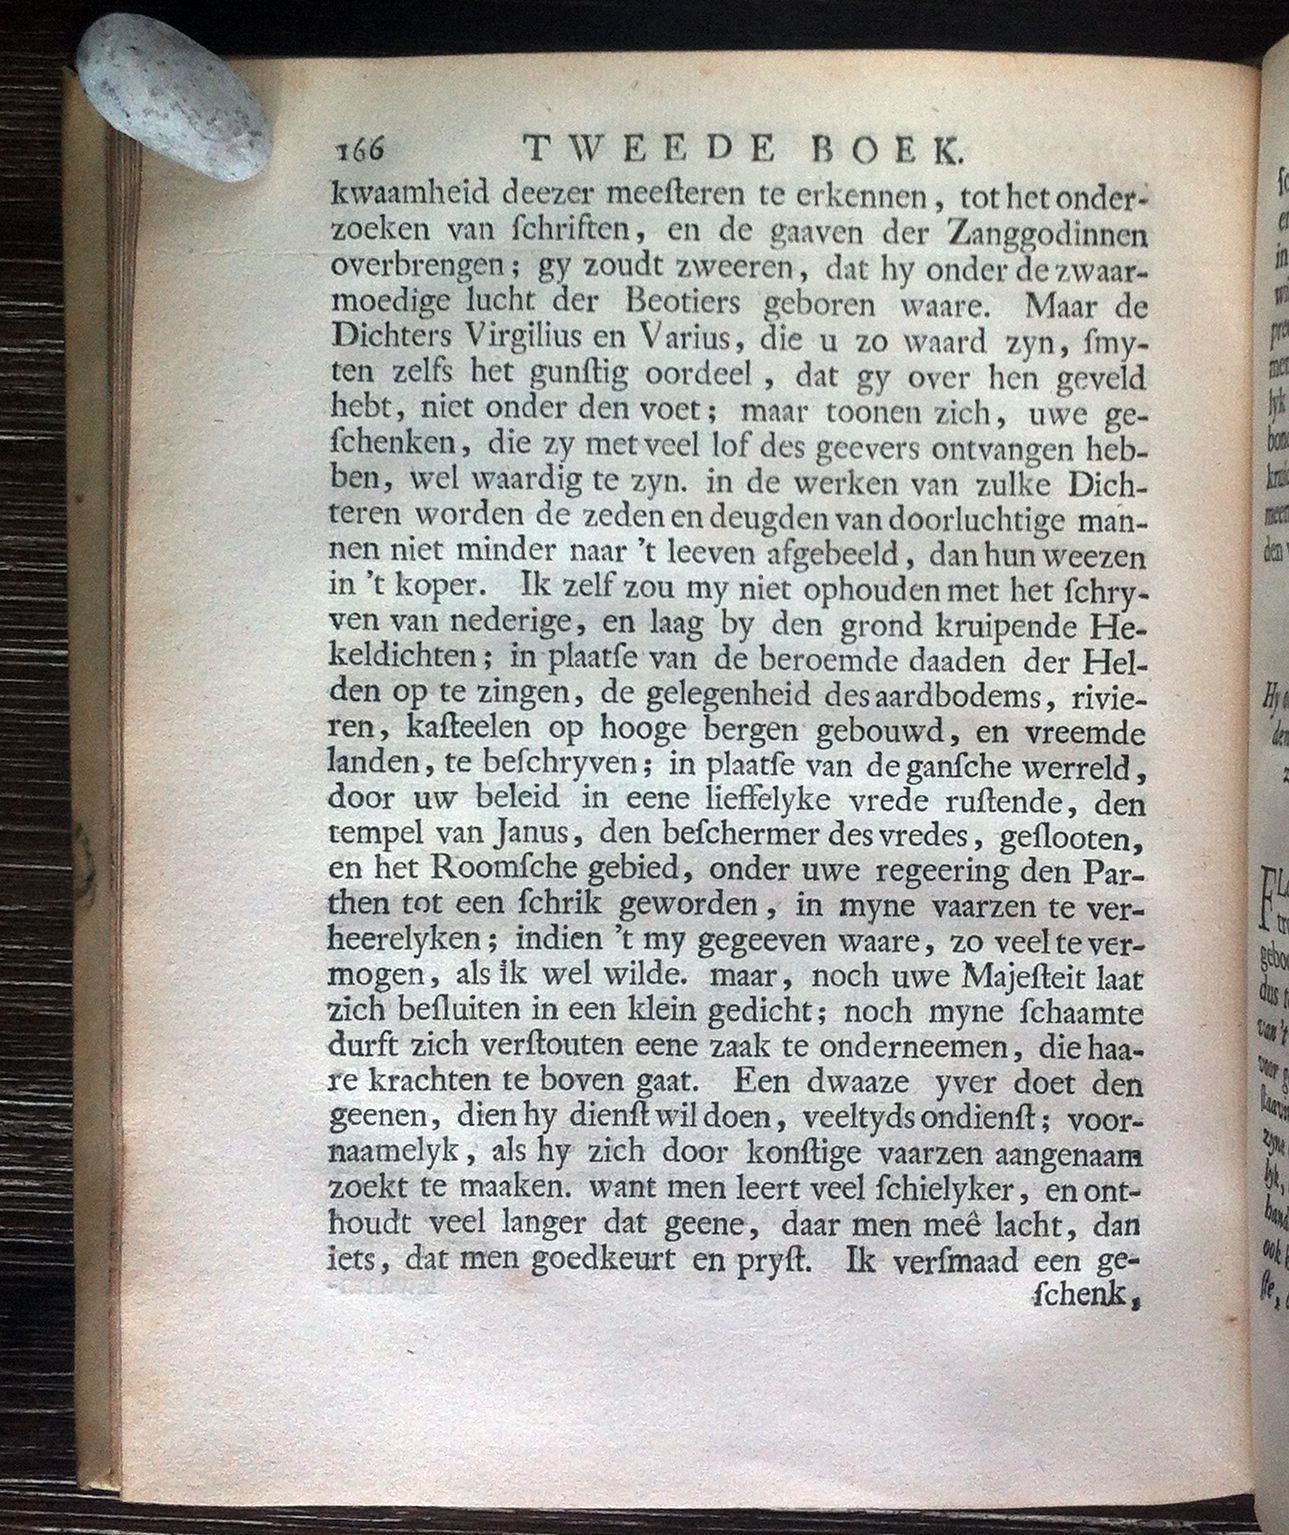 166 TWEEDE BOEK.
kwaamheid deezer meeſteren te erkennen, tot het onder-
zoeken van ſchriften, en de gaaven der Zanggodinnen
overbrengen; gy zoudt zweeren, dat hy onder de zwaar-
moedige lucht der Beotiers geboren waare. Maar de
Dichters Virgilius en Varius, die u zo waard zyn, ſmy-
ten zelfs het gunſtig oordeel, dat gy over hen geveld
hebt, niet onder den voet; maar toonen zich, uwe ge-
ſchenken, die zy met veel lof des geevers ontvangen heb-
ben, wel waardig te zyn. in de werken van zulke Dich-
teren worden de zeden en deugden van doorluchtige man-
nen niet minder naar 't leeven afgebeeld, dan hun weezen
in 't koper. Ik zelf zou my niet ophouden met het ſchry-
ven van nederige, en laag by den grond kruipende He-
keldichten; in plaatſe van de beroemde daaden der Hel-
den op te zingen, de gelegenheid des aardbodems, rivie-
ren, kaſteelen op hooge bergen gebouwd, en vreemde
landen, te beſchryven; in plaatſe van de ganſche werreld,
door uw beleid in eene lieffelyke vrede ruſtende, den
tempel van Janus, den beſchermer des vredes, geſlooten,
en het Roomſche gebied, onder uwe regeering den Par-
then tot een ſchrik geworden, in myne vaarzen te ver-
heerelyken; indien 't my gegeeven waare, zo veel te ver-
mogen, als ik wel wilde. maar, noch uwe Majeſteit laat
zich beſluiten in een klein gedicht; noch myne ſchaamte
durft zich verſtouten eene zaak te onderneemen, die haa-
re krachten te boven gaat. Een dwaaze yver doet den
geenen, dien hy dienſt wil doen, veeltyds ondienſt; voor-
naamelyk, als hy zich door konſtige vaarzen aangenaam
zoekt te maaken. want men leert veel ſchielyker, en ont-
houdt veel langer dat geene, daar men meê lacht, dan
iets, dat men goedkeurt en pryſt. Ik verſmaad een ge-
ſchenk,